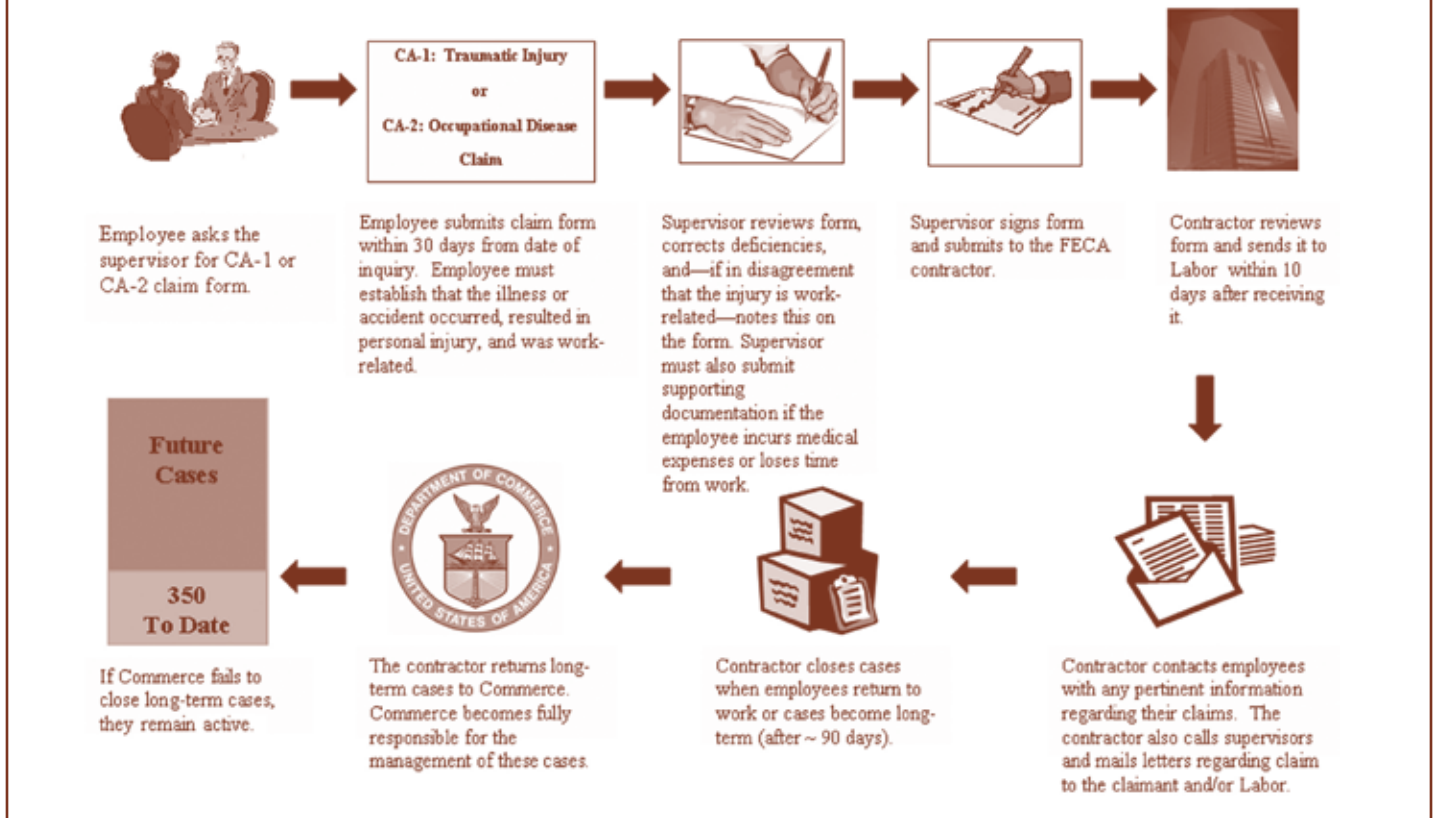 CA-1: Traumatic Injury
or
CA-2: Occupational Disease
Claim
Employee asks the
supervisor for CA-1 or
CA-2 claim form.
Employee submits claim form
within 30 days from date of
inquiry. Employee must
establish that the illness or
accident occurred, resulted in
personal injury, and was work-
related.
Supervisor reviews form,
corrects deficiencies,
and—if in disagreement
that the injury is work-
related—notes this on
the form. Supervisor
must also submit
supporting
documentation if the
employee incurs medical
expenses or loses time
from work.
Supervisor signs form
and submits to the FECA
contractor.
Contractor reviews
form and sends it to
Labor within 10
days after receiving
it.
Contractor contacts employees
with any pertinent information
regarding their claims. The
contractor also calls supervisors
and mails letters regarding claim
to the claimant and/or Labor.
Contractor closes cases
when employees return to
work or cases become long-
term (after ~ 90 days).
DEPARTMENT OF COMMERCE
UNITED STATES OF AMERICA
The contractor returns long-
term cases to Commerce.
Commerce becomes fully
responsible for the
management of these cases.
Future
Cases
350
To Date
If Commerce fails to
close long-term cases,
they remain active.